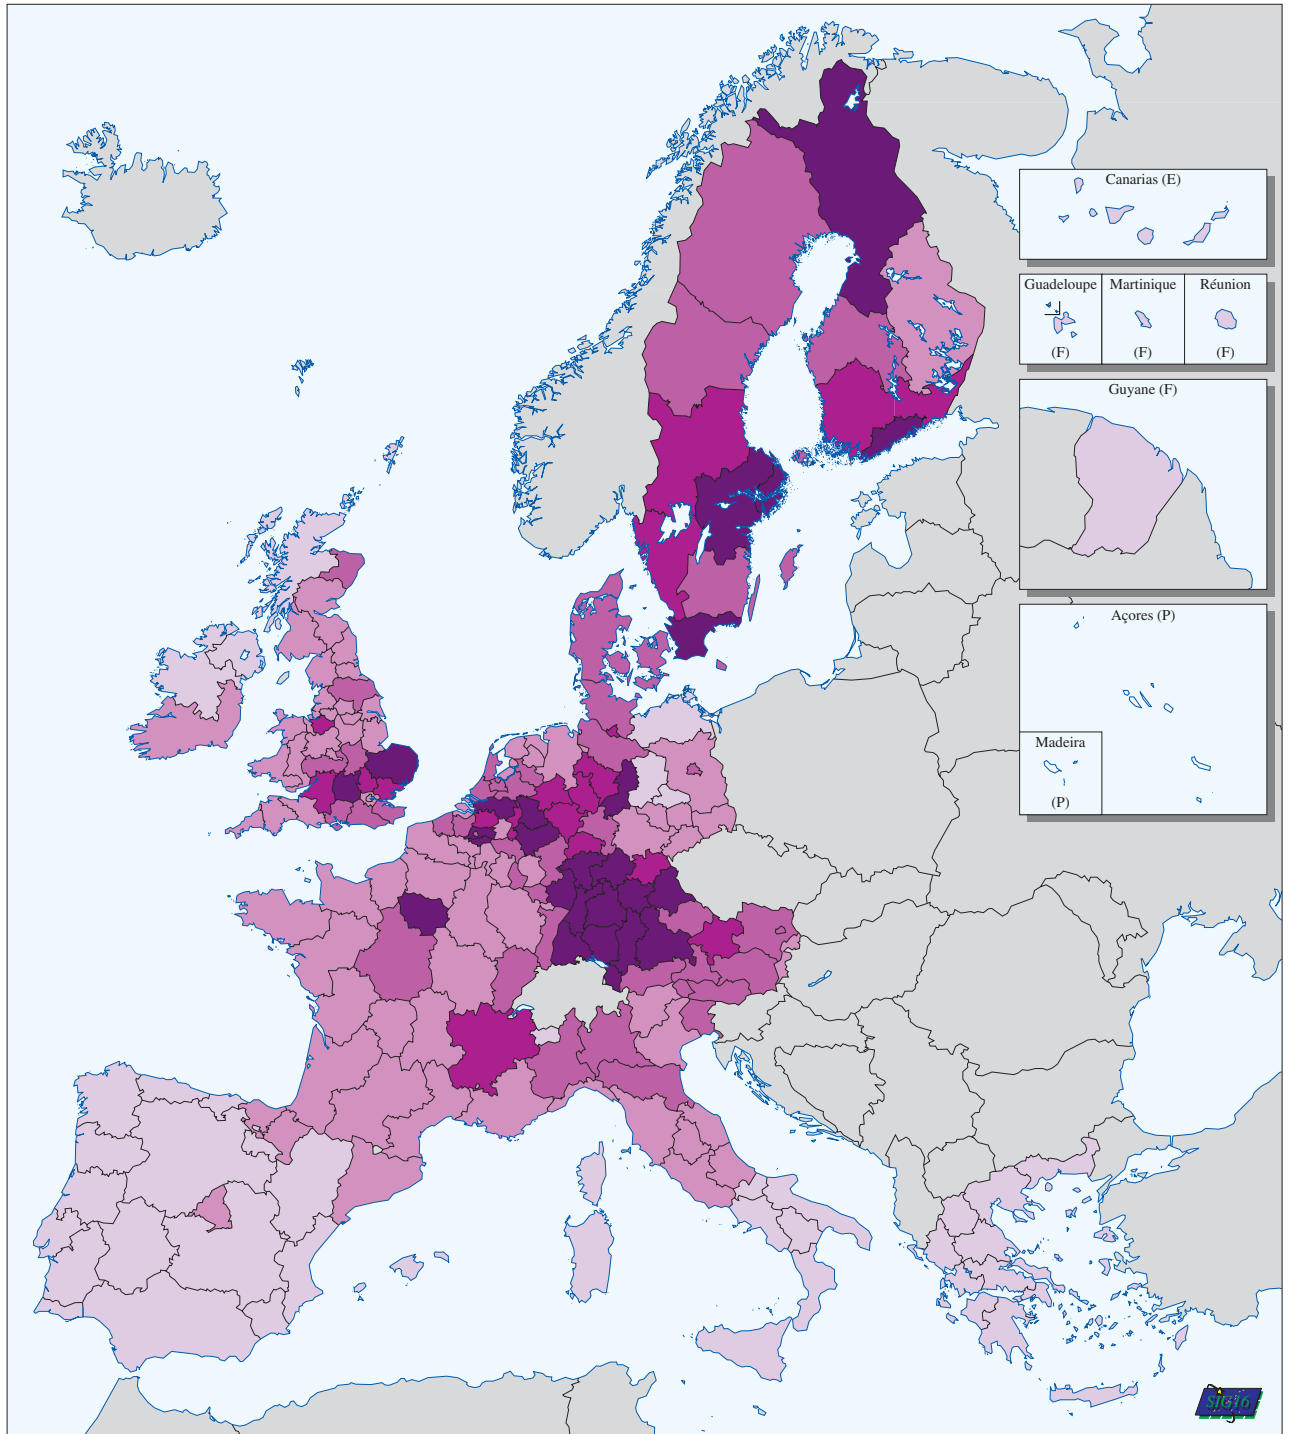 Canarias (E)
Guadeloupe
Martinique
Réunion
(F)
(F)
(F)
Guyane (F)
Açores (P)
Madeira
(P)
SIG16